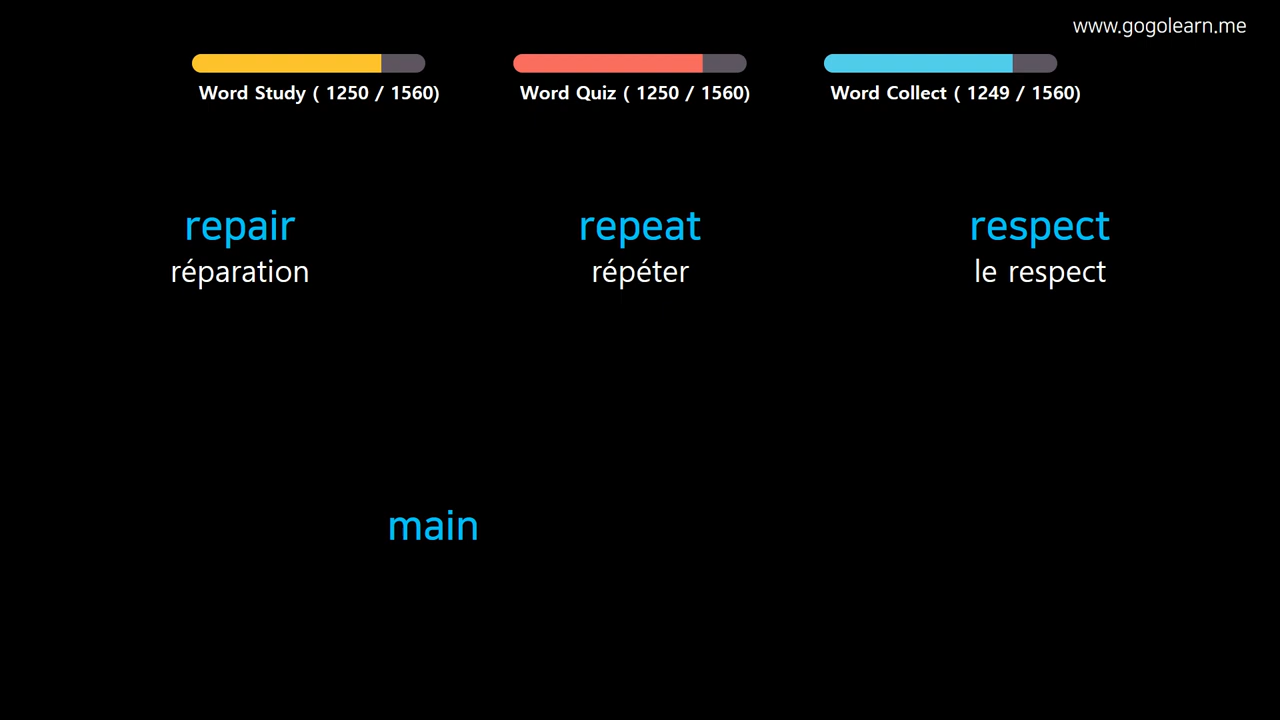 www.gogolearn.me
Word Study ( 1250 / 1560) Word Quiz ( 1250 / 1560) Word Collect ( 1249 / 1560)
repair repeat respect
réparation répéter le respect
main